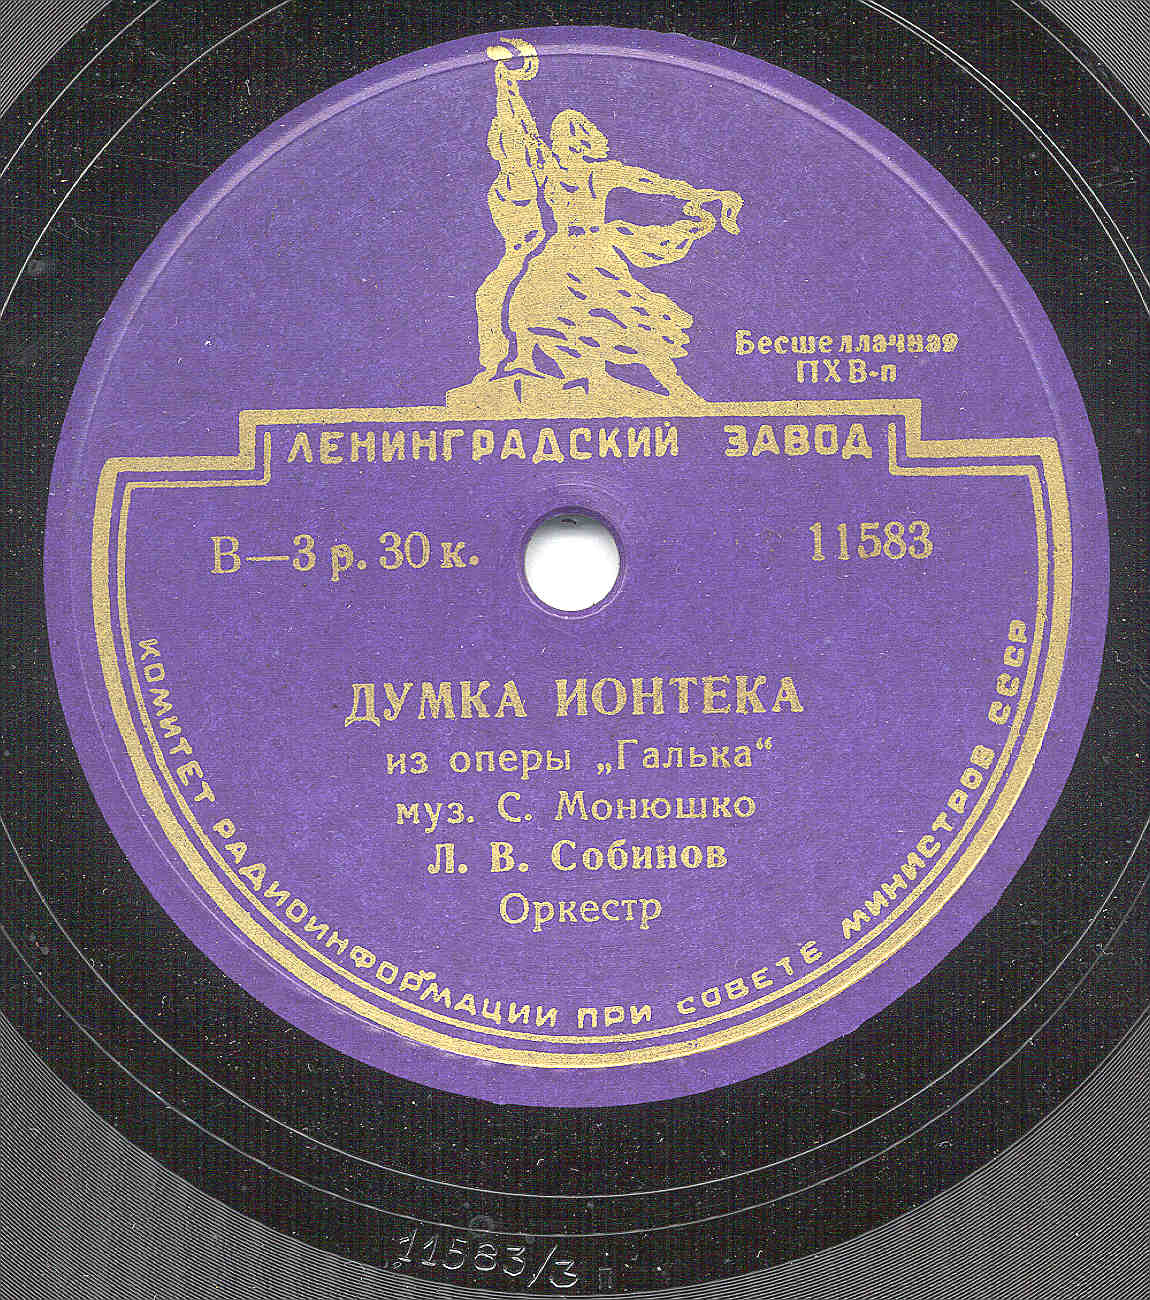 Бесшеллачная
ПХВ-п
ЛЕНИНГРАДСКИЙ ЗАВОД
В—3 р. 30 к.
11583
ДУМКА ИОНТЕКА
из оперы „Галька“
муз. С. Монюшко
Л. В. Собинов
Оркестр
КОМИТЕТ РАДИОИНФОРМАЦИИ ПРИ СОВЕТЕ МИНИСТРОВ СССР
11583/3 п